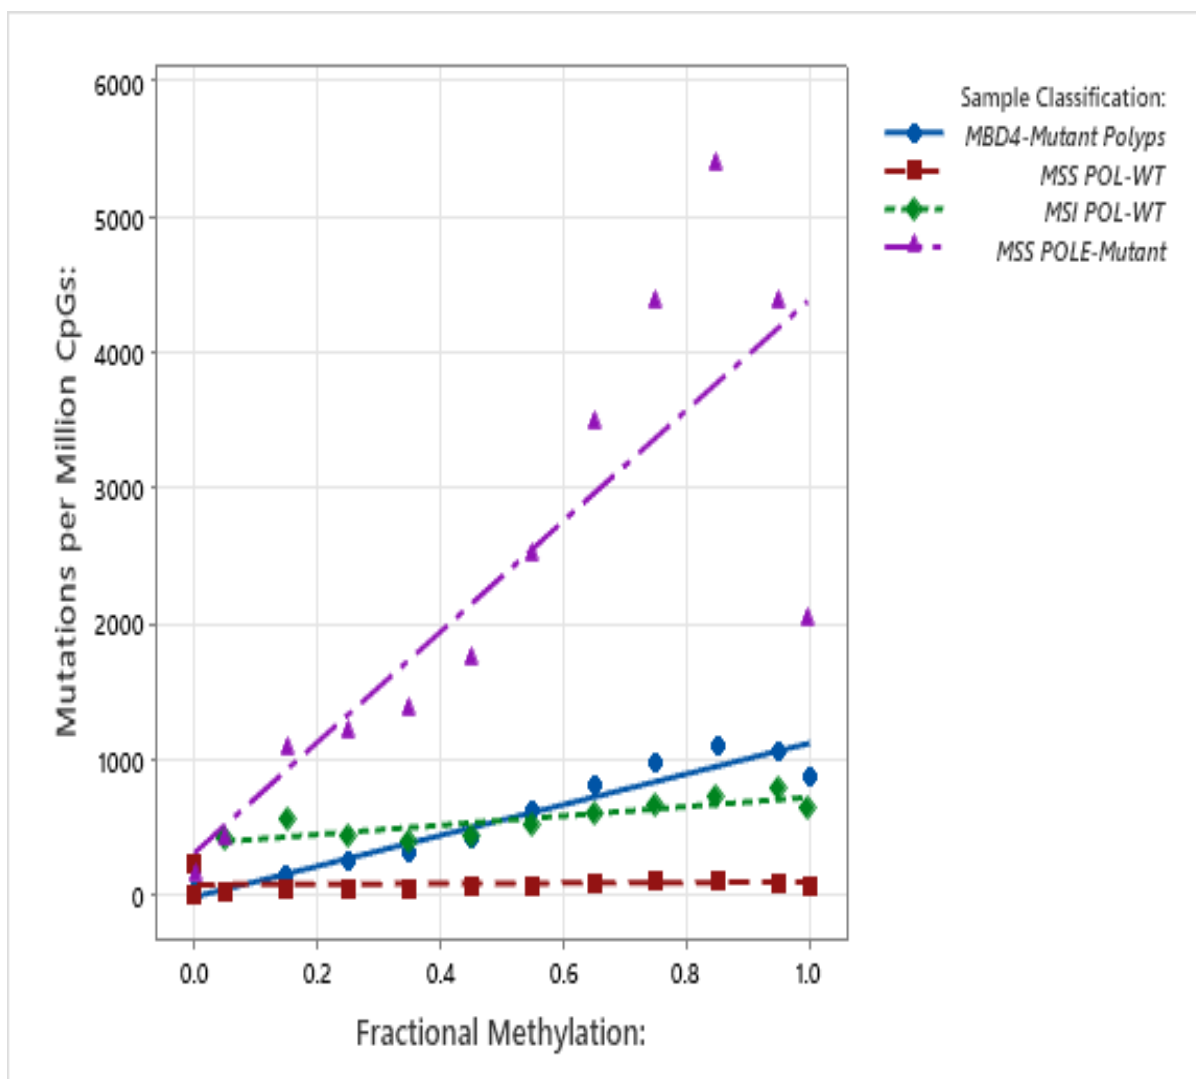 6000
5000
4000
3000
2000
1000
0
Mutations per Million CpGs:
0.0 0.2 0.4 0.6 0.8 1.0
Fractional Methylation:
Sample Classification:
MBD4-Mutant Polyps
MSS POL-WT
MSI POL-WT
MSS POLE-Mutant